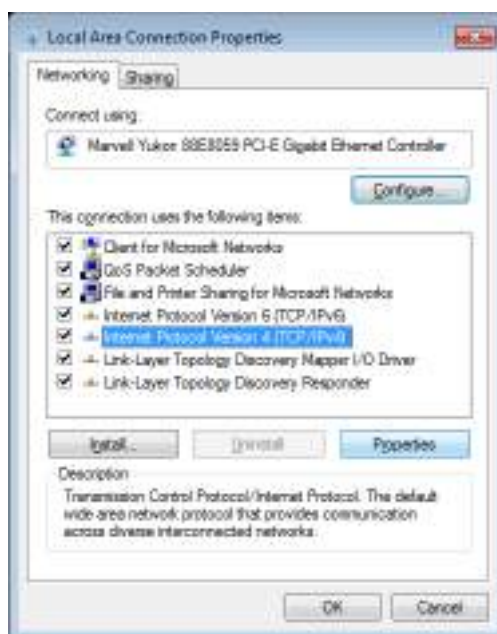 Local Area Connection Properties
Networking
Sharing
Connect using:
Marvell Yukon 88E8059 PCI-E Gigabit Ethernet Controller
Configure...
This connection uses the following items:
Client for Microsoft Networks
QoS Packet Scheduler
File and Printer Sharing for Microsoft Networks
Internet Protocol Version 6 (TCP/IPv6)
Internet Protocol Version 4 (TCP/IPv4)
Link-Layer Topology Discovery Mapper I/O Driver
Link-Layer Topology Discovery Responder
Install...
Uninstall
Properties
Description
Transmission Control Protocol/Internet Protocol. The default
wide area network protocol that provides communication
across diverse interconnected networks.
OK
Cancel